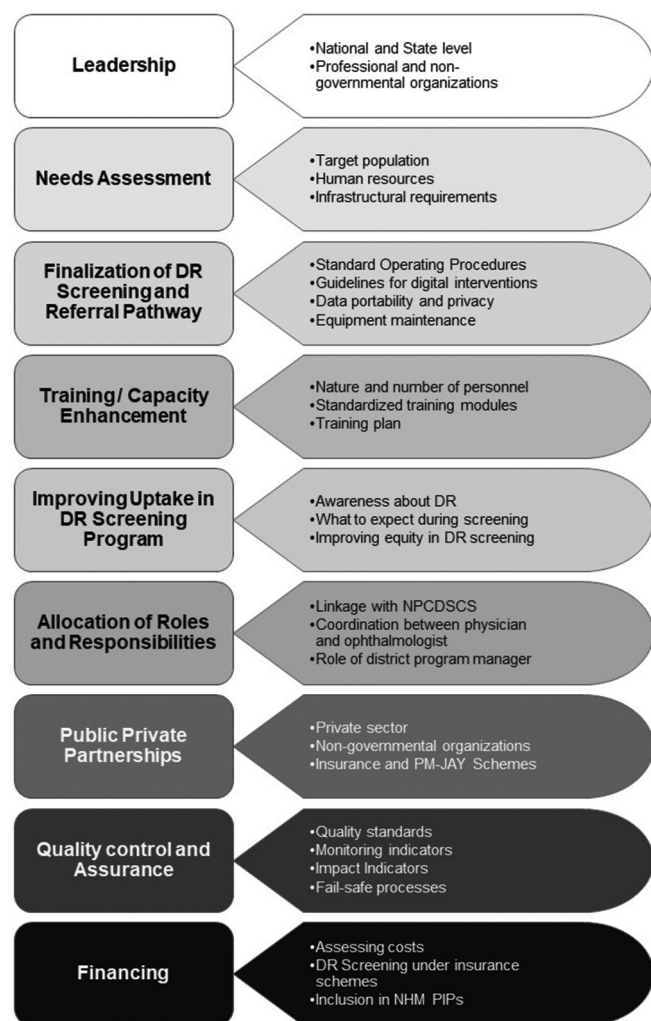 Leadership
•National and State level
•Professional and non-
governmental organizations
Needs Assessment
•Target population
•Human resources
•Infrastructural requirements
Finalization of DR
Screening and
Referral Pathway
•Standard Operating Procedures
•Guidelines for digital interventions
•Data portability and privacy
•Equipment maintenance
Training/ Capacity
Enhancement
•Nature and number of personnel
•Standardized training modules
•Training plan
Improving Uptake in
DR Screening
Program
•Awareness about DR
•What to expect during screening
•Improving equity in DR screening
Allocation of Roles
and Responsibilities
•Linkage with NPCDSCS
•Coordination between physician
and ophthalmologist
•Role of district program manager
Public Private
Partnerships
•Private sector
•Non-governmental organizations
•Insurance and PM-JAY Schemes
Quality control and
Assurance
•Quality standards
•Monitoring indicators
•Impact Indicators
•Fail-safe processes
Financing
•Assessing costs
•DR Screening under insurance
schemes
•Inclusion in NHM PIPs